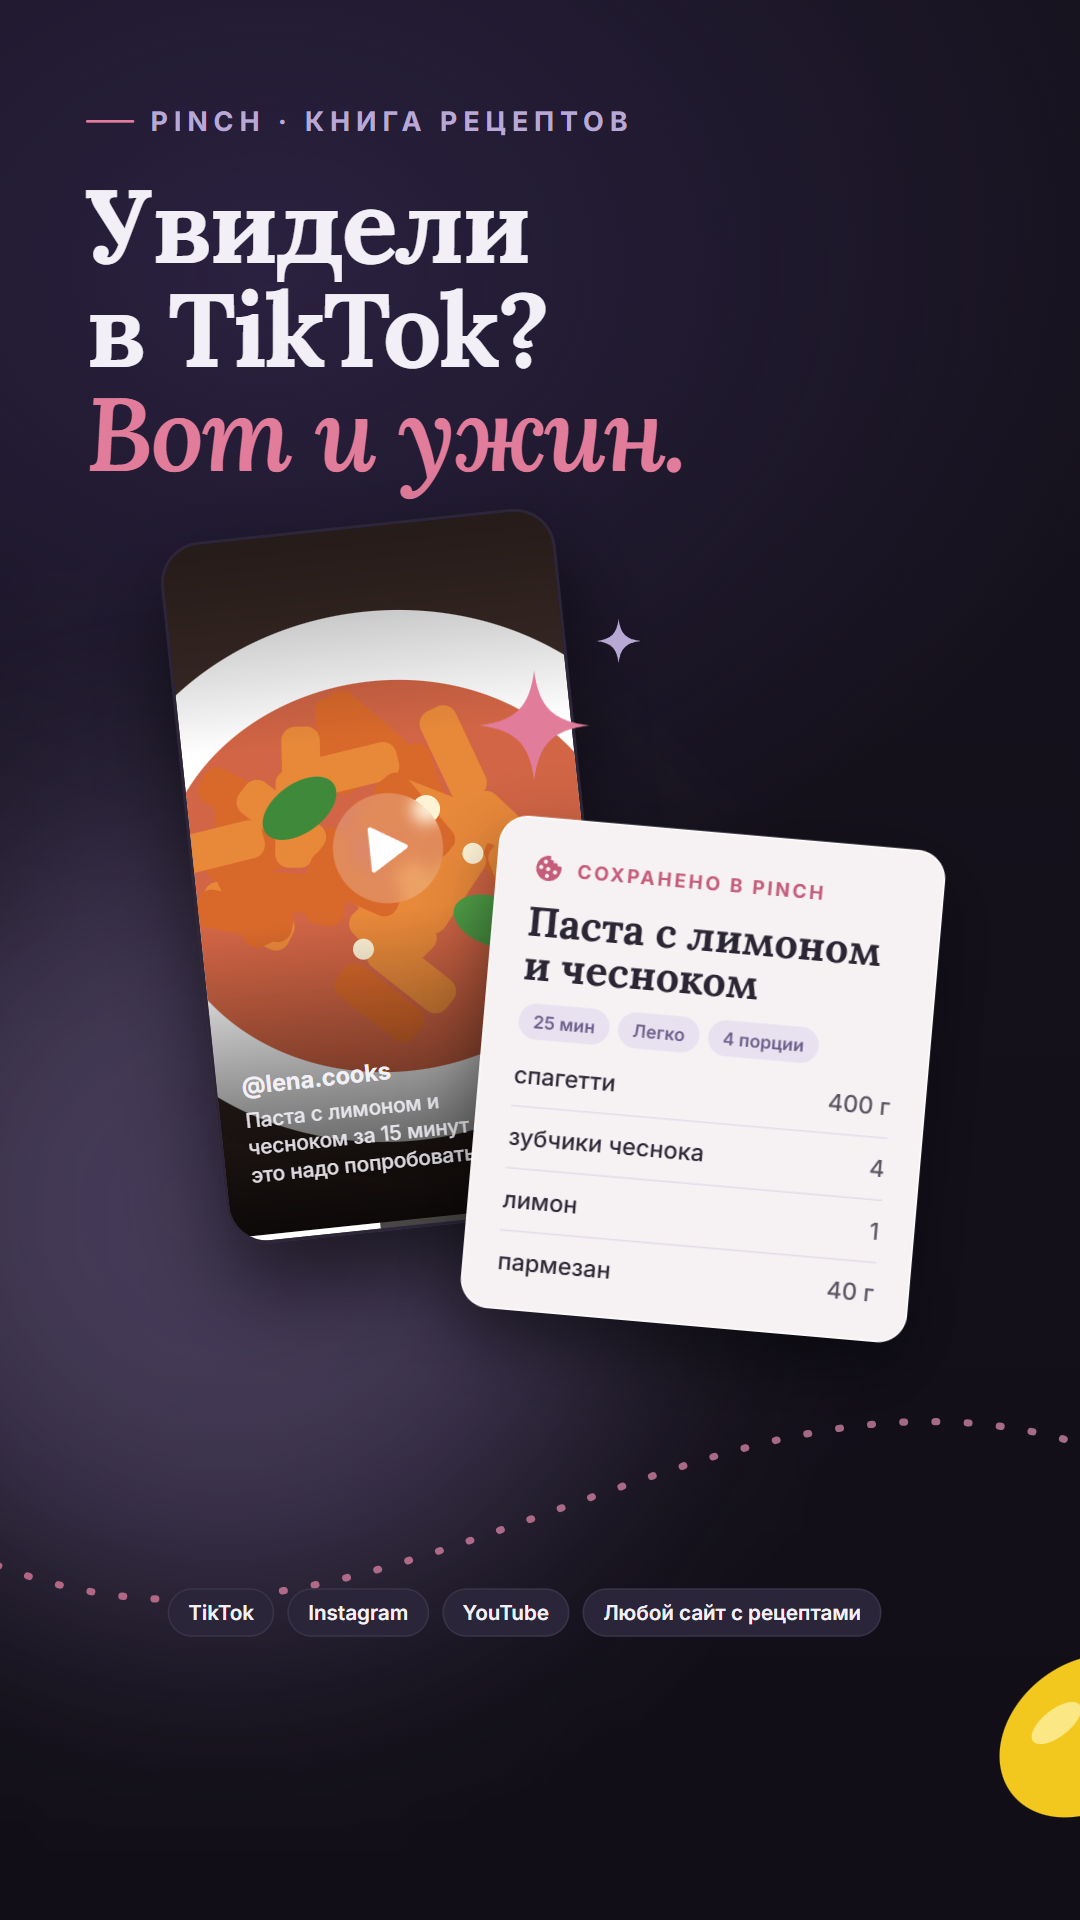 PINCH · КНИГА РЕЦЕПТОВ
Увидели
в TikTok?
Вот и ужин.
@lena.cooks
Паста с лимоном и
чесноком за 15 минут
это надо попробовать
СОХРАНЕНО В PINCH
Паста с лимоном
и чесноком
25 мин
Легко
4 порции
спагетти 400 г
зубчики чеснока 4
лимон 1
пармезан 40 г
TikTok
Instagram
YouTube
Любой сайт с рецептами